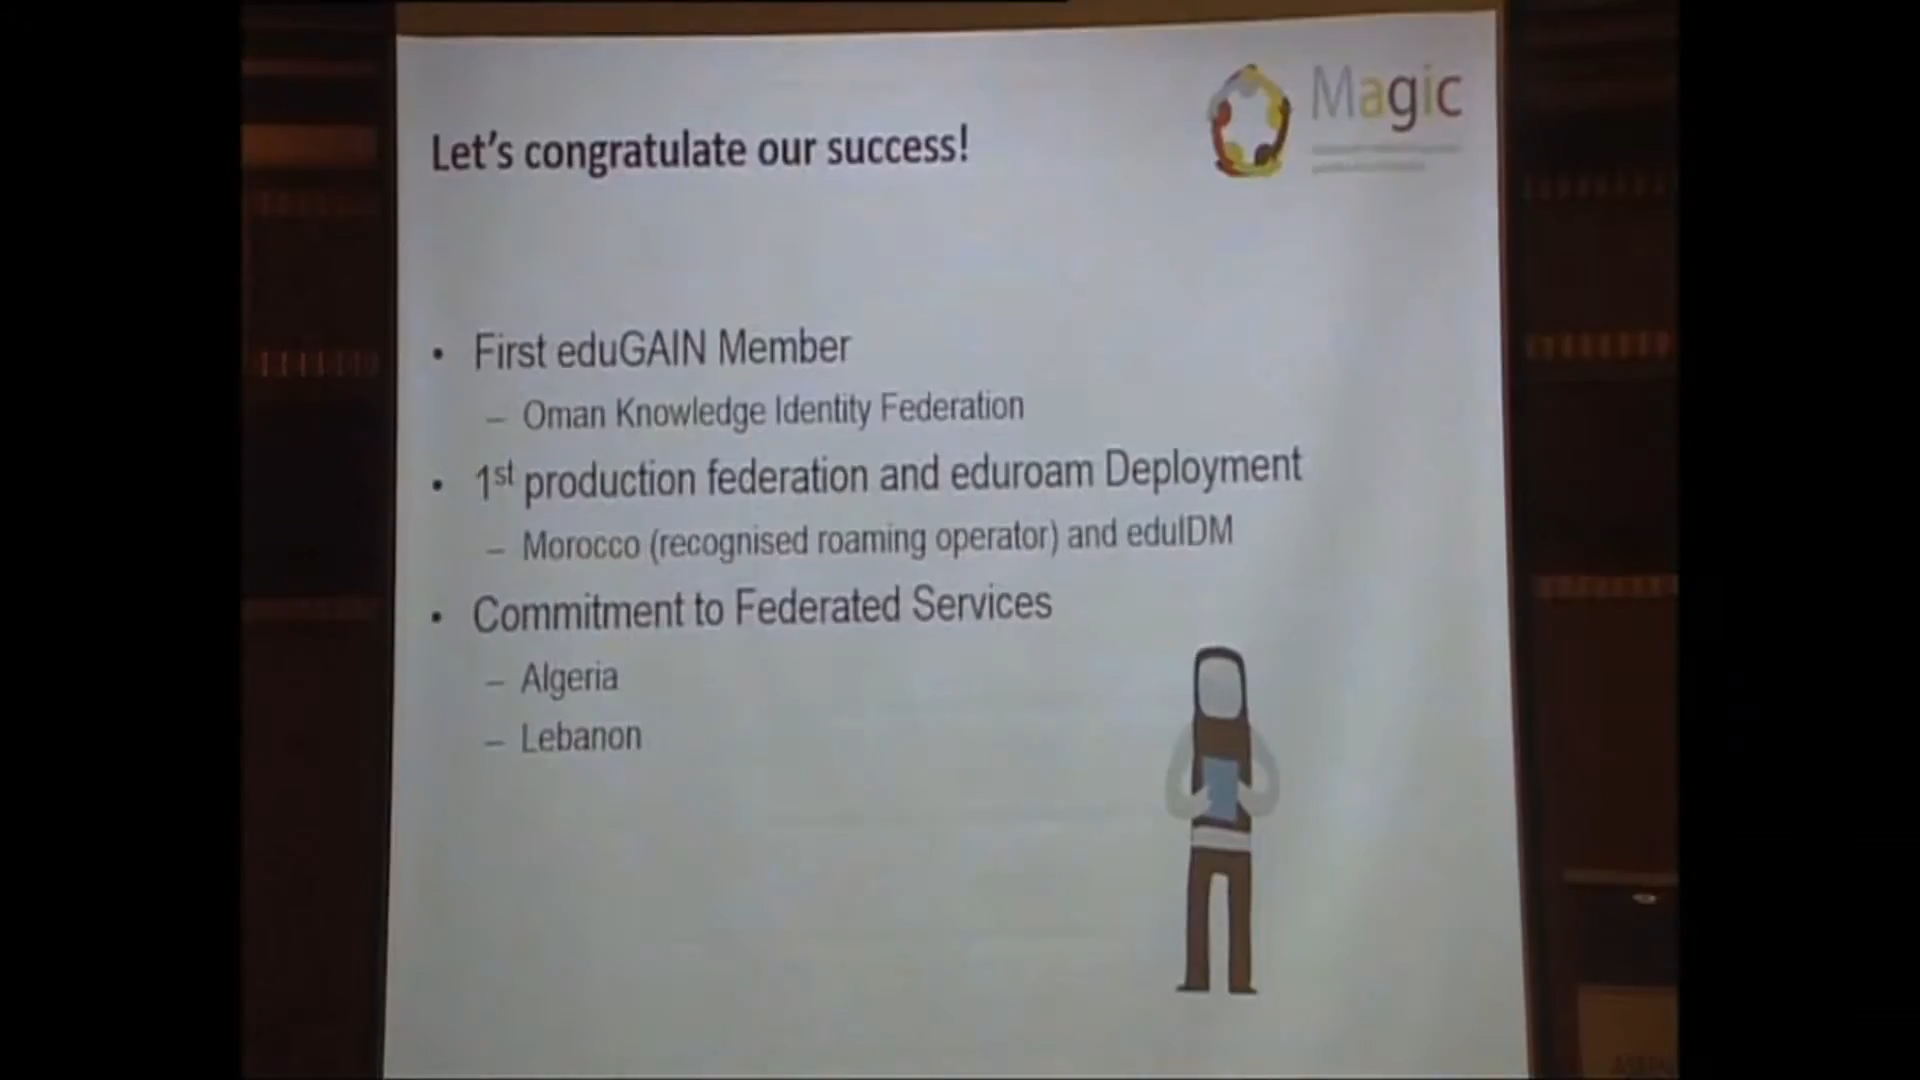 Magic
Let's congratulate our success!
• First eduGAIN Member
– Oman Knowledge Identity Federation
• 1st production federation and eduroam Deployment
– Morocco (recognised roaming operator) and eduIDM
• Commitment to Federated Services
– Algeria
– Lebanon